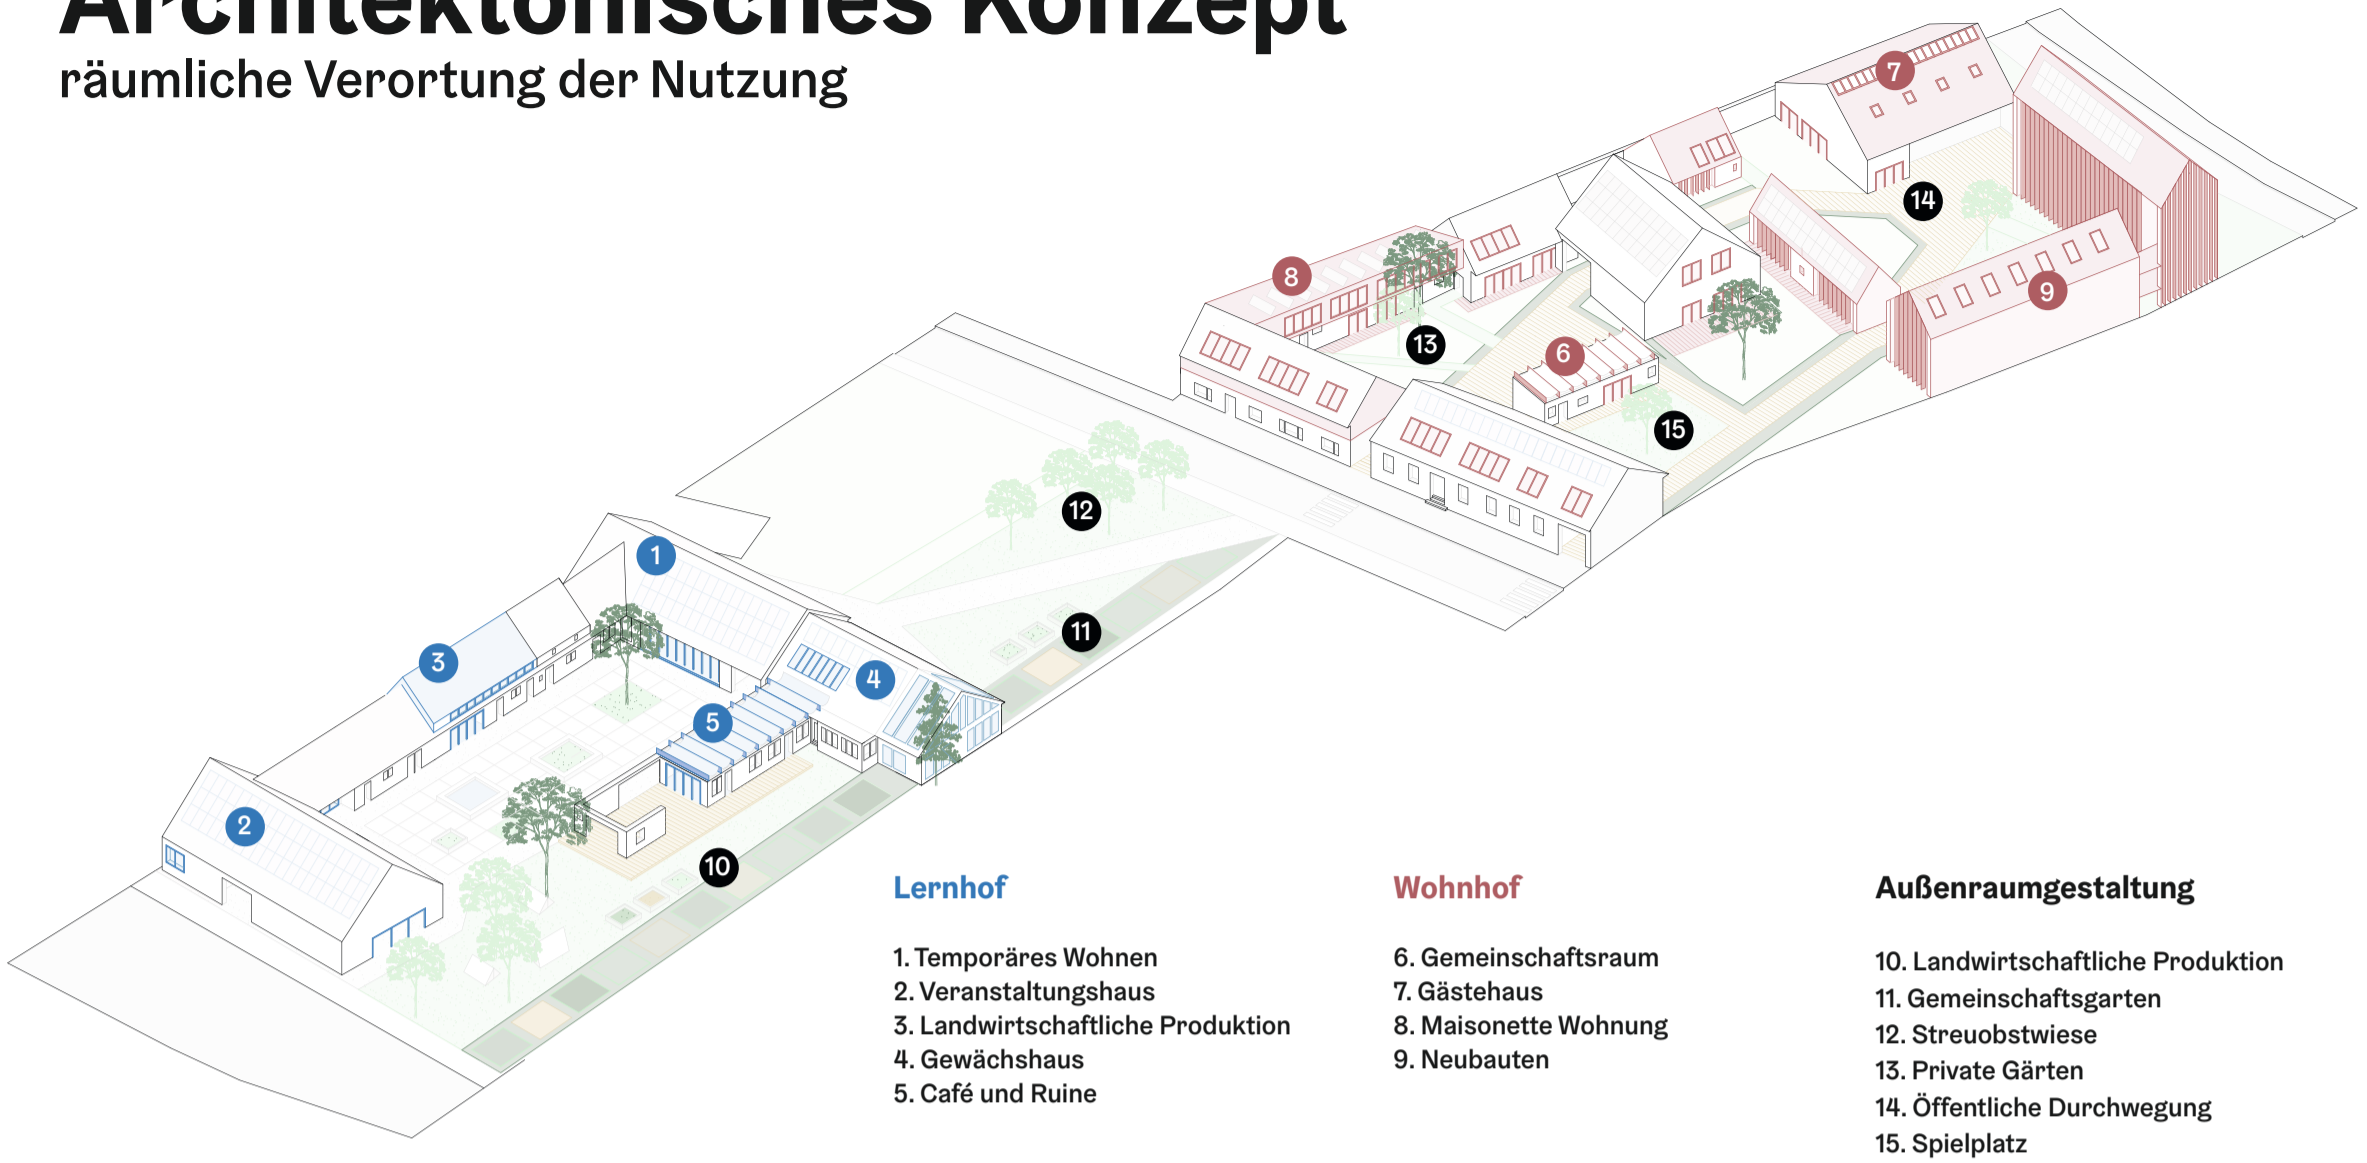 Architektonisches Konzept
räumliche Verortung der Nutzung
7
14
8
9
13
6
15
12
1
11
3
4
5
2
10
Lernhof
1. Temporäres Wohnen
2. Veranstaltungshaus
3. Landwirtschaftliche Produktion
4. Gewächshaus
5. Café und Ruine
Wohnhof
6. Gemeinschaftsraum
7. Gästehaus
8. Maisonette Wohnung
9. Neubauten
Außenraumgestaltung
10. Landwirtschaftliche Produktion
11. Gemeinschaftsgarten
12. Streuobstwiese
13. Private Gärten
14. Öffentliche Durchwegung
15. Spielplatz